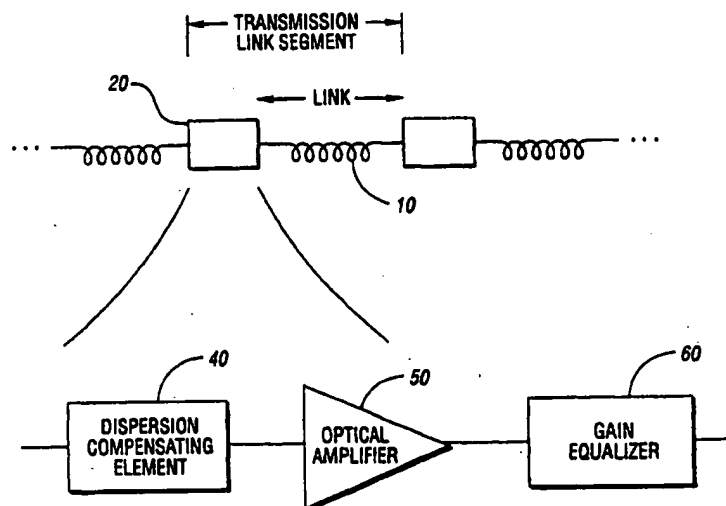 TRANSMISSION
LINK SEGMENT
20
LINK
...
...
10
40
50
60
DISPERSION
COMPENSATING
ELEMENT
OPTICAL
AMPLIFIER
GAIN
EQUALIZER